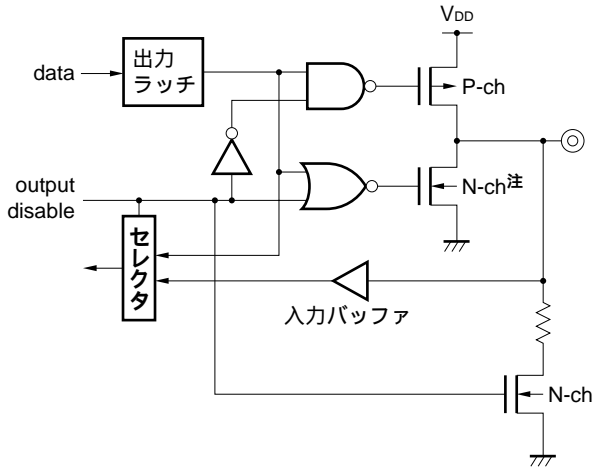 VDD
data
出力
ラッチ
P-ch
N-ch注
output
disable
セレクタ
入力バッファ
N-ch